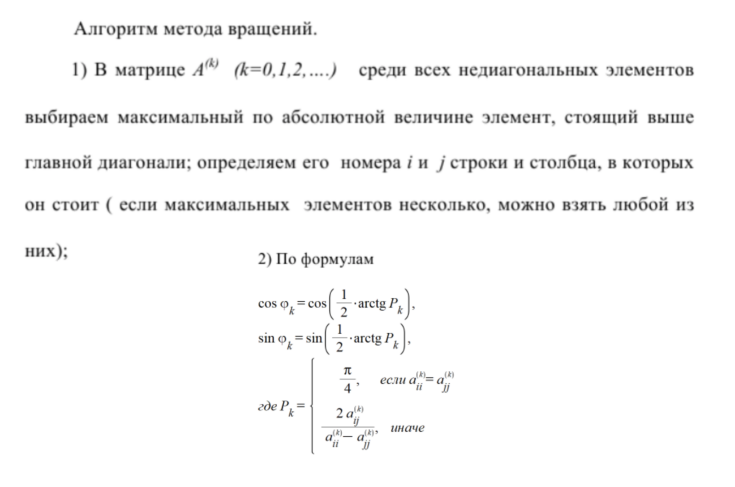 Алгоритм метода вращений.
1) В матрице A^(k) (k=0,1,2,....) среди всех недиагональных элементов
выбираем максимальный по абсолютной величине элемент, стоящий выше
главной диагонали; определяем его номера i и j строки и столбца, в которых
он стоит ( если максимальных элементов несколько, можно взять любой из
них);
2) По формулам
cos φ_k = cos(1/2 · arctg P_k),
sin φ_k = sin(1/2 · arctg P_k),
где P_k = { π/4, если a_ii^(k) = a_jj^(k)
2 a_ij^(k) / (a_ii^(k) − a_jj^(k)), иначе